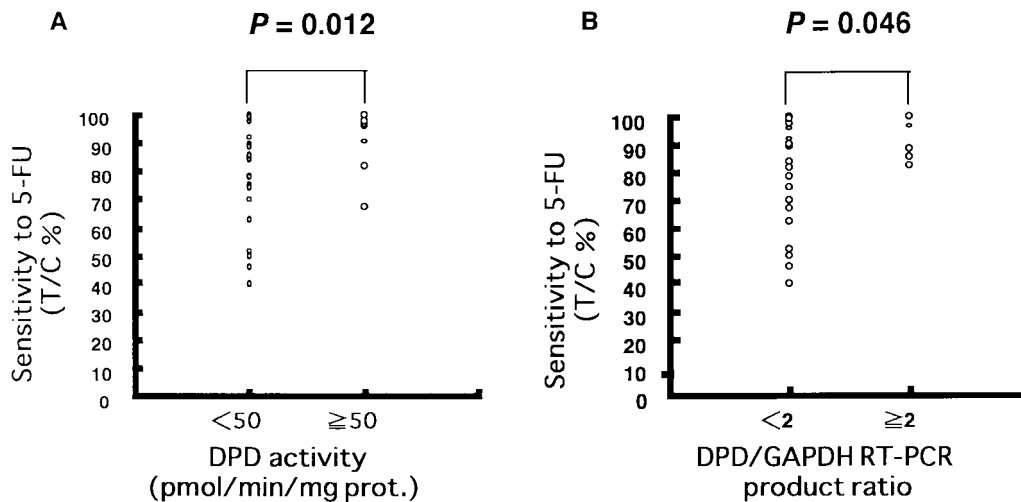 A
P = 0.012
Sensitivity to 5-FU
(T/C %)
100
90
80
70
60
50
40
30
20
10
0
<50
≧50
DPD activity
(pmol/min/mg prot.)
B
P = 0.046
Sensitivity to 5-FU
(T/C %)
100
90
80
70
60
50
40
30
20
10
0
<2
≧2
DPD/GAPDH RT-PCR
product ratio